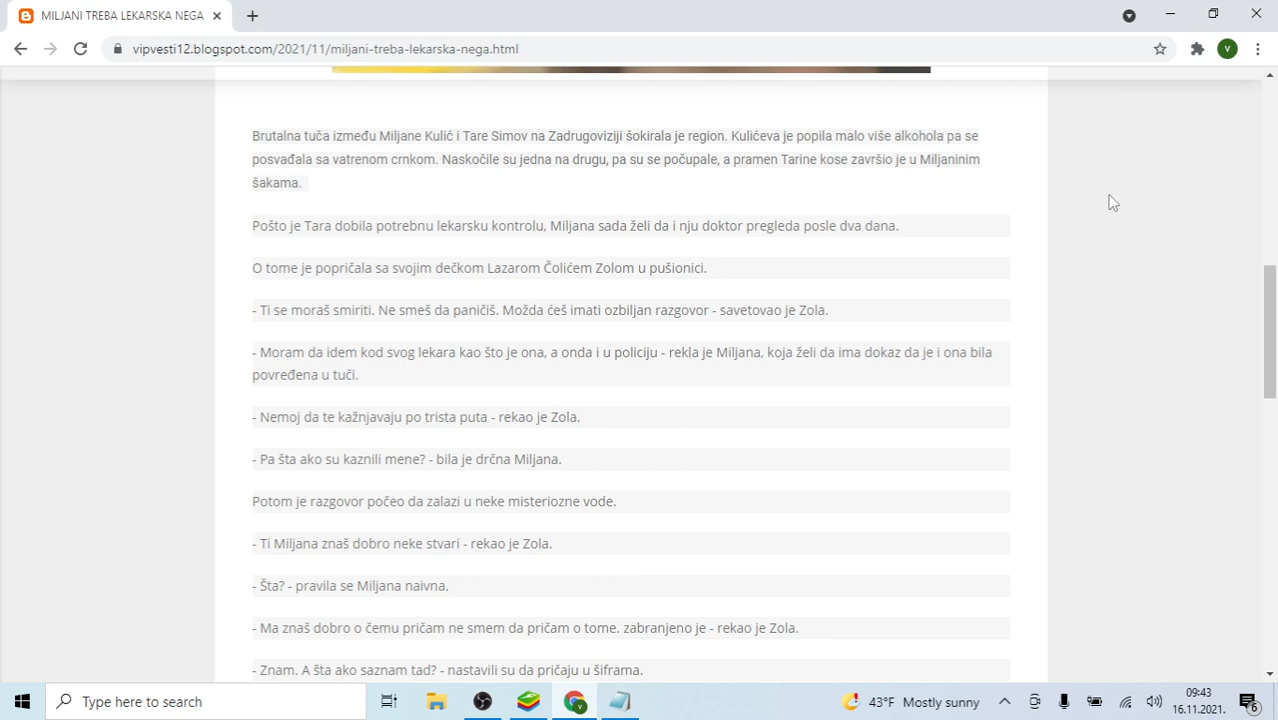 MILJANI TREBA LEKARSKA NEGA
vipvesti12.blogspot.com/2021/11/miljani-treba-lekarska-nega.html
V
Brutalna tuča između Miljane Kulić i Tare Simov na Zadrugoviziji šokirala je region. Kulićeva je popila malo više alkohola pa se
posvađala sa vatrenom crnkom. Naskočile su jedna na drugu, pa su se počupale, a pramen Tarine kose završio je u Miljaninim
šakama.
Pošto je Tara dobila potrebnu lekarsku kontrolu, Miljana sada želi da i nju doktor pregleda posle dva dana.
O tome je popričala sa svojim dečkom Lazarom Čolićem Zolom u pušionici.
- Ti se moraš smiriti. Ne smeš da paničiš. Možda ćeš imati ozbiljan razgovor - savetovao je Zola.
- Moram da idem kod svog lekara kao što je ona, a onda i u policiju - rekla je Miljana, koja želi da ima dokaz da je i ona bila
povređena u tuči.
- Nemoj da te kažnjavaju po trista puta - rekao je Zola.
- Pa šta ako su kaznili mene? - bila je drčna Miljana.
Potom je razgovor počeo da zalazi u neke misteriozne vode.
- Ti Miljana znaš dobro neke stvari - rekao je Zola.
- Šta? - pravila se Miljana naivna.
- Ma znaš dobro o čemu pričam ne smem da pričam o tome. zabranjeno je - rekao je Zola.
- Znam. A šta ako saznam tad? - nastavili su da pričaju u šiframa.
Type here to search
43°F Mostly sunny
09:43
16.11.2021.
6